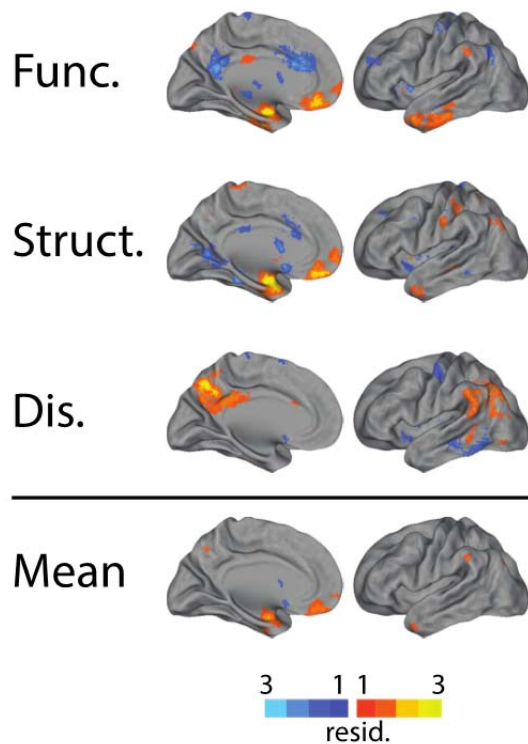 Func.
Struct.
Dis.
Mean
3 1 1 3
resid.